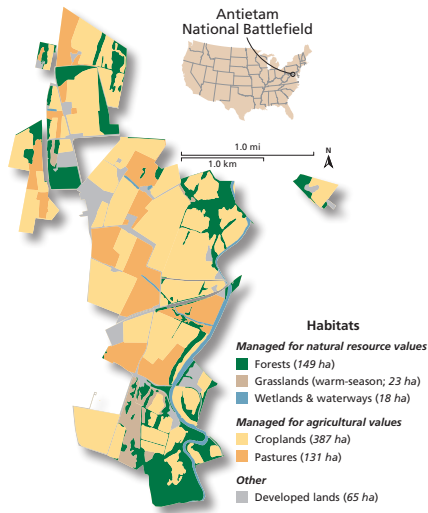 Antietam
National Battlefield
1.0 mi
1.0 km
N
Habitats
Managed for natural resource values
Forests (149 ha)
Grasslands (warm-season; 23 ha)
Wetlands & waterways (18 ha)
Managed for agricultural values
Croplands (387 ha)
Pastures (131 ha)
Other
Developed lands (65 ha)